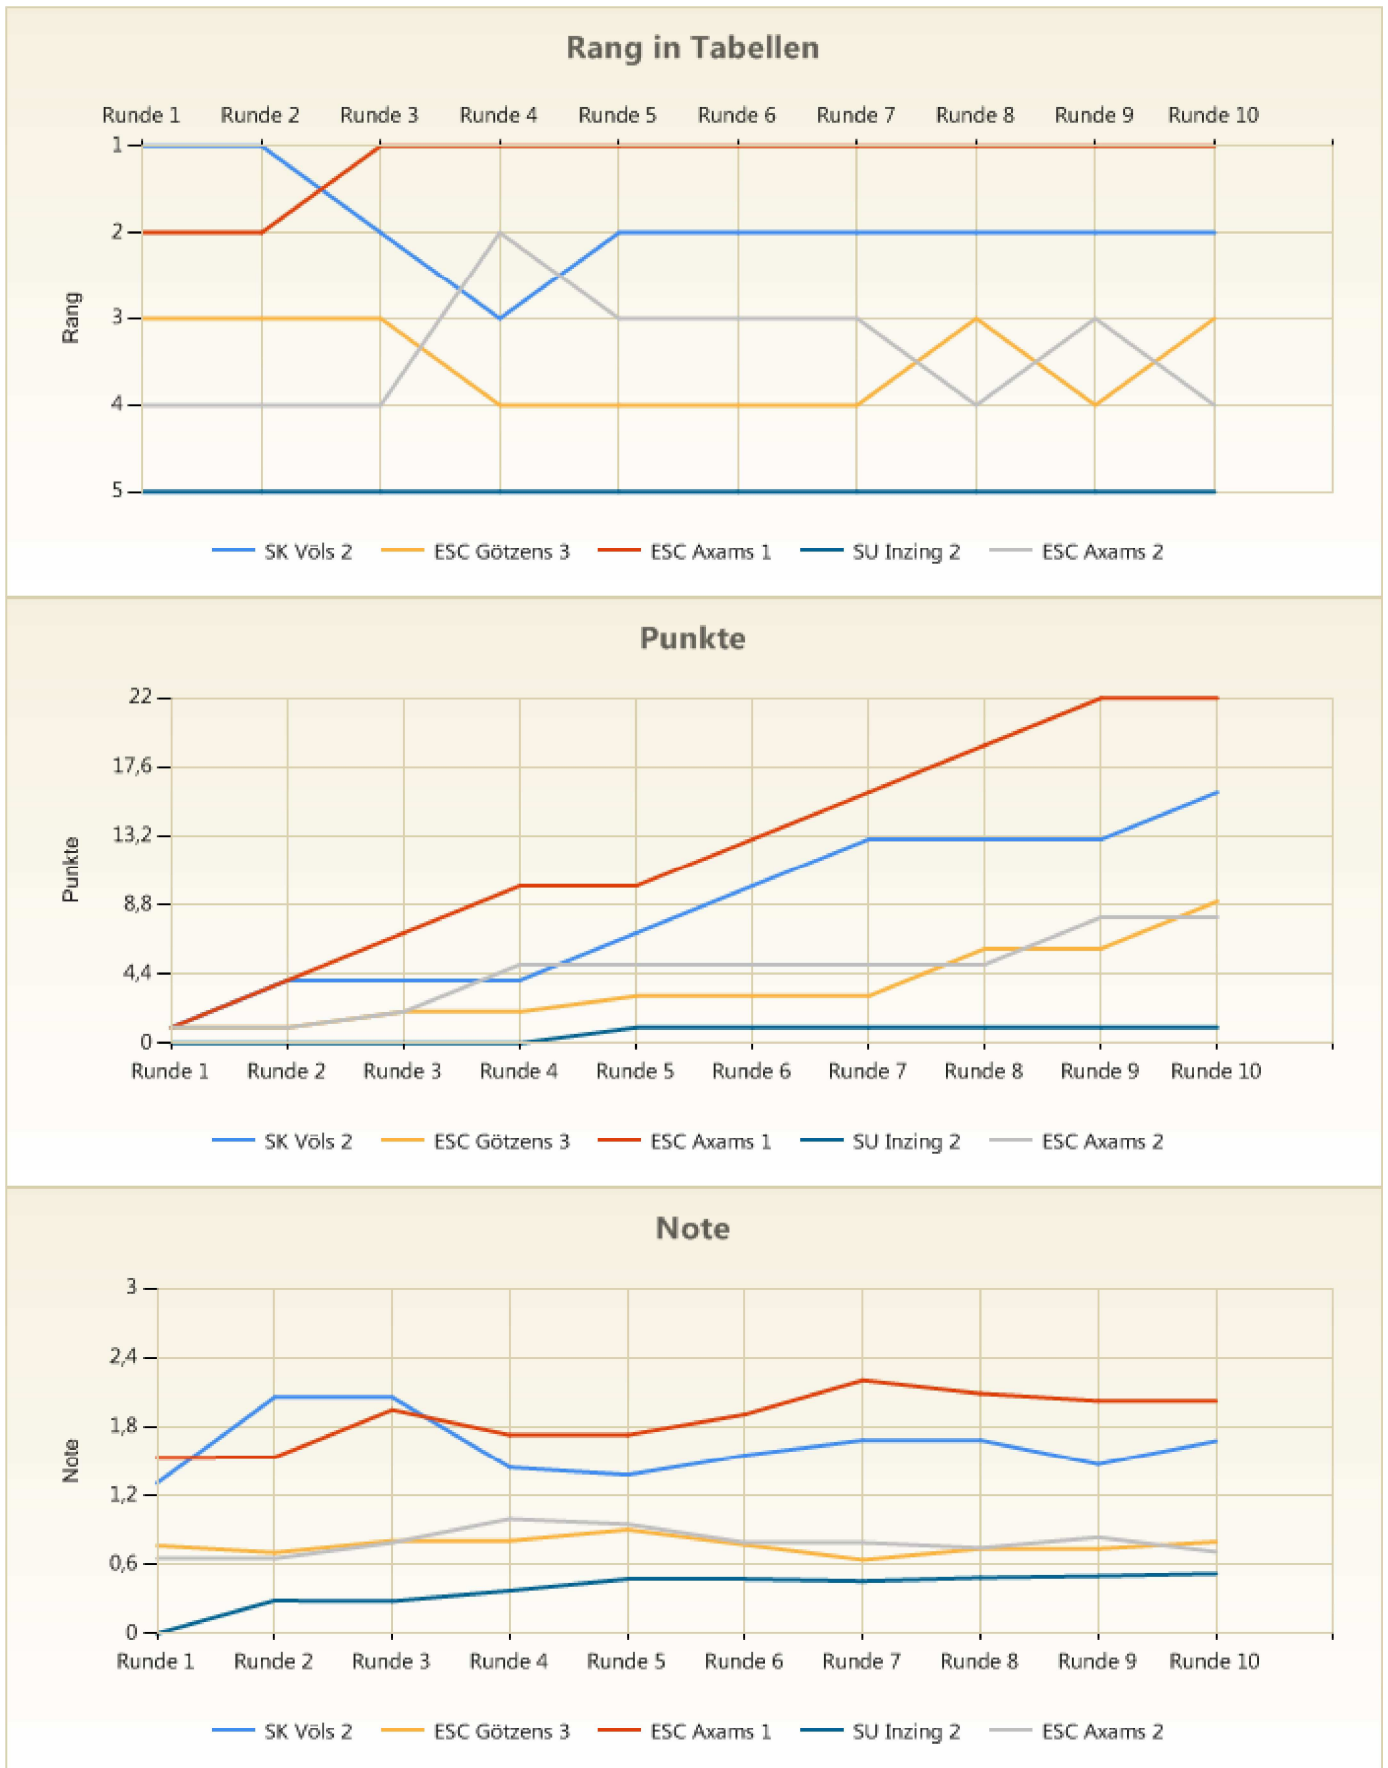 Rang in Tabellen
Runde 1 Runde 2 Runde 3 Runde 4 Runde 5 Runde 6 Runde 7 Runde 8 Runde 9 Runde 10
1
2
Rang
3
4
5
SK Völs 2 ESC Götzens 3 ESC Axams 1 SU Inzing 2 ESC Axams 2
Punkte
22
17,6
13,2
Punkte
8,8
4,4
0
Runde 1 Runde 2 Runde 3 Runde 4 Runde 5 Runde 6 Runde 7 Runde 8 Runde 9 Runde 10
SK Völs 2 ESC Götzens 3 ESC Axams 1 SU Inzing 2 ESC Axams 2
Note
3
2,4
1,8
Note
1,2
0,6
0
Runde 1 Runde 2 Runde 3 Runde 4 Runde 5 Runde 6 Runde 7 Runde 8 Runde 9 Runde 10
SK Völs 2 ESC Götzens 3 ESC Axams 1 SU Inzing 2 ESC Axams 2